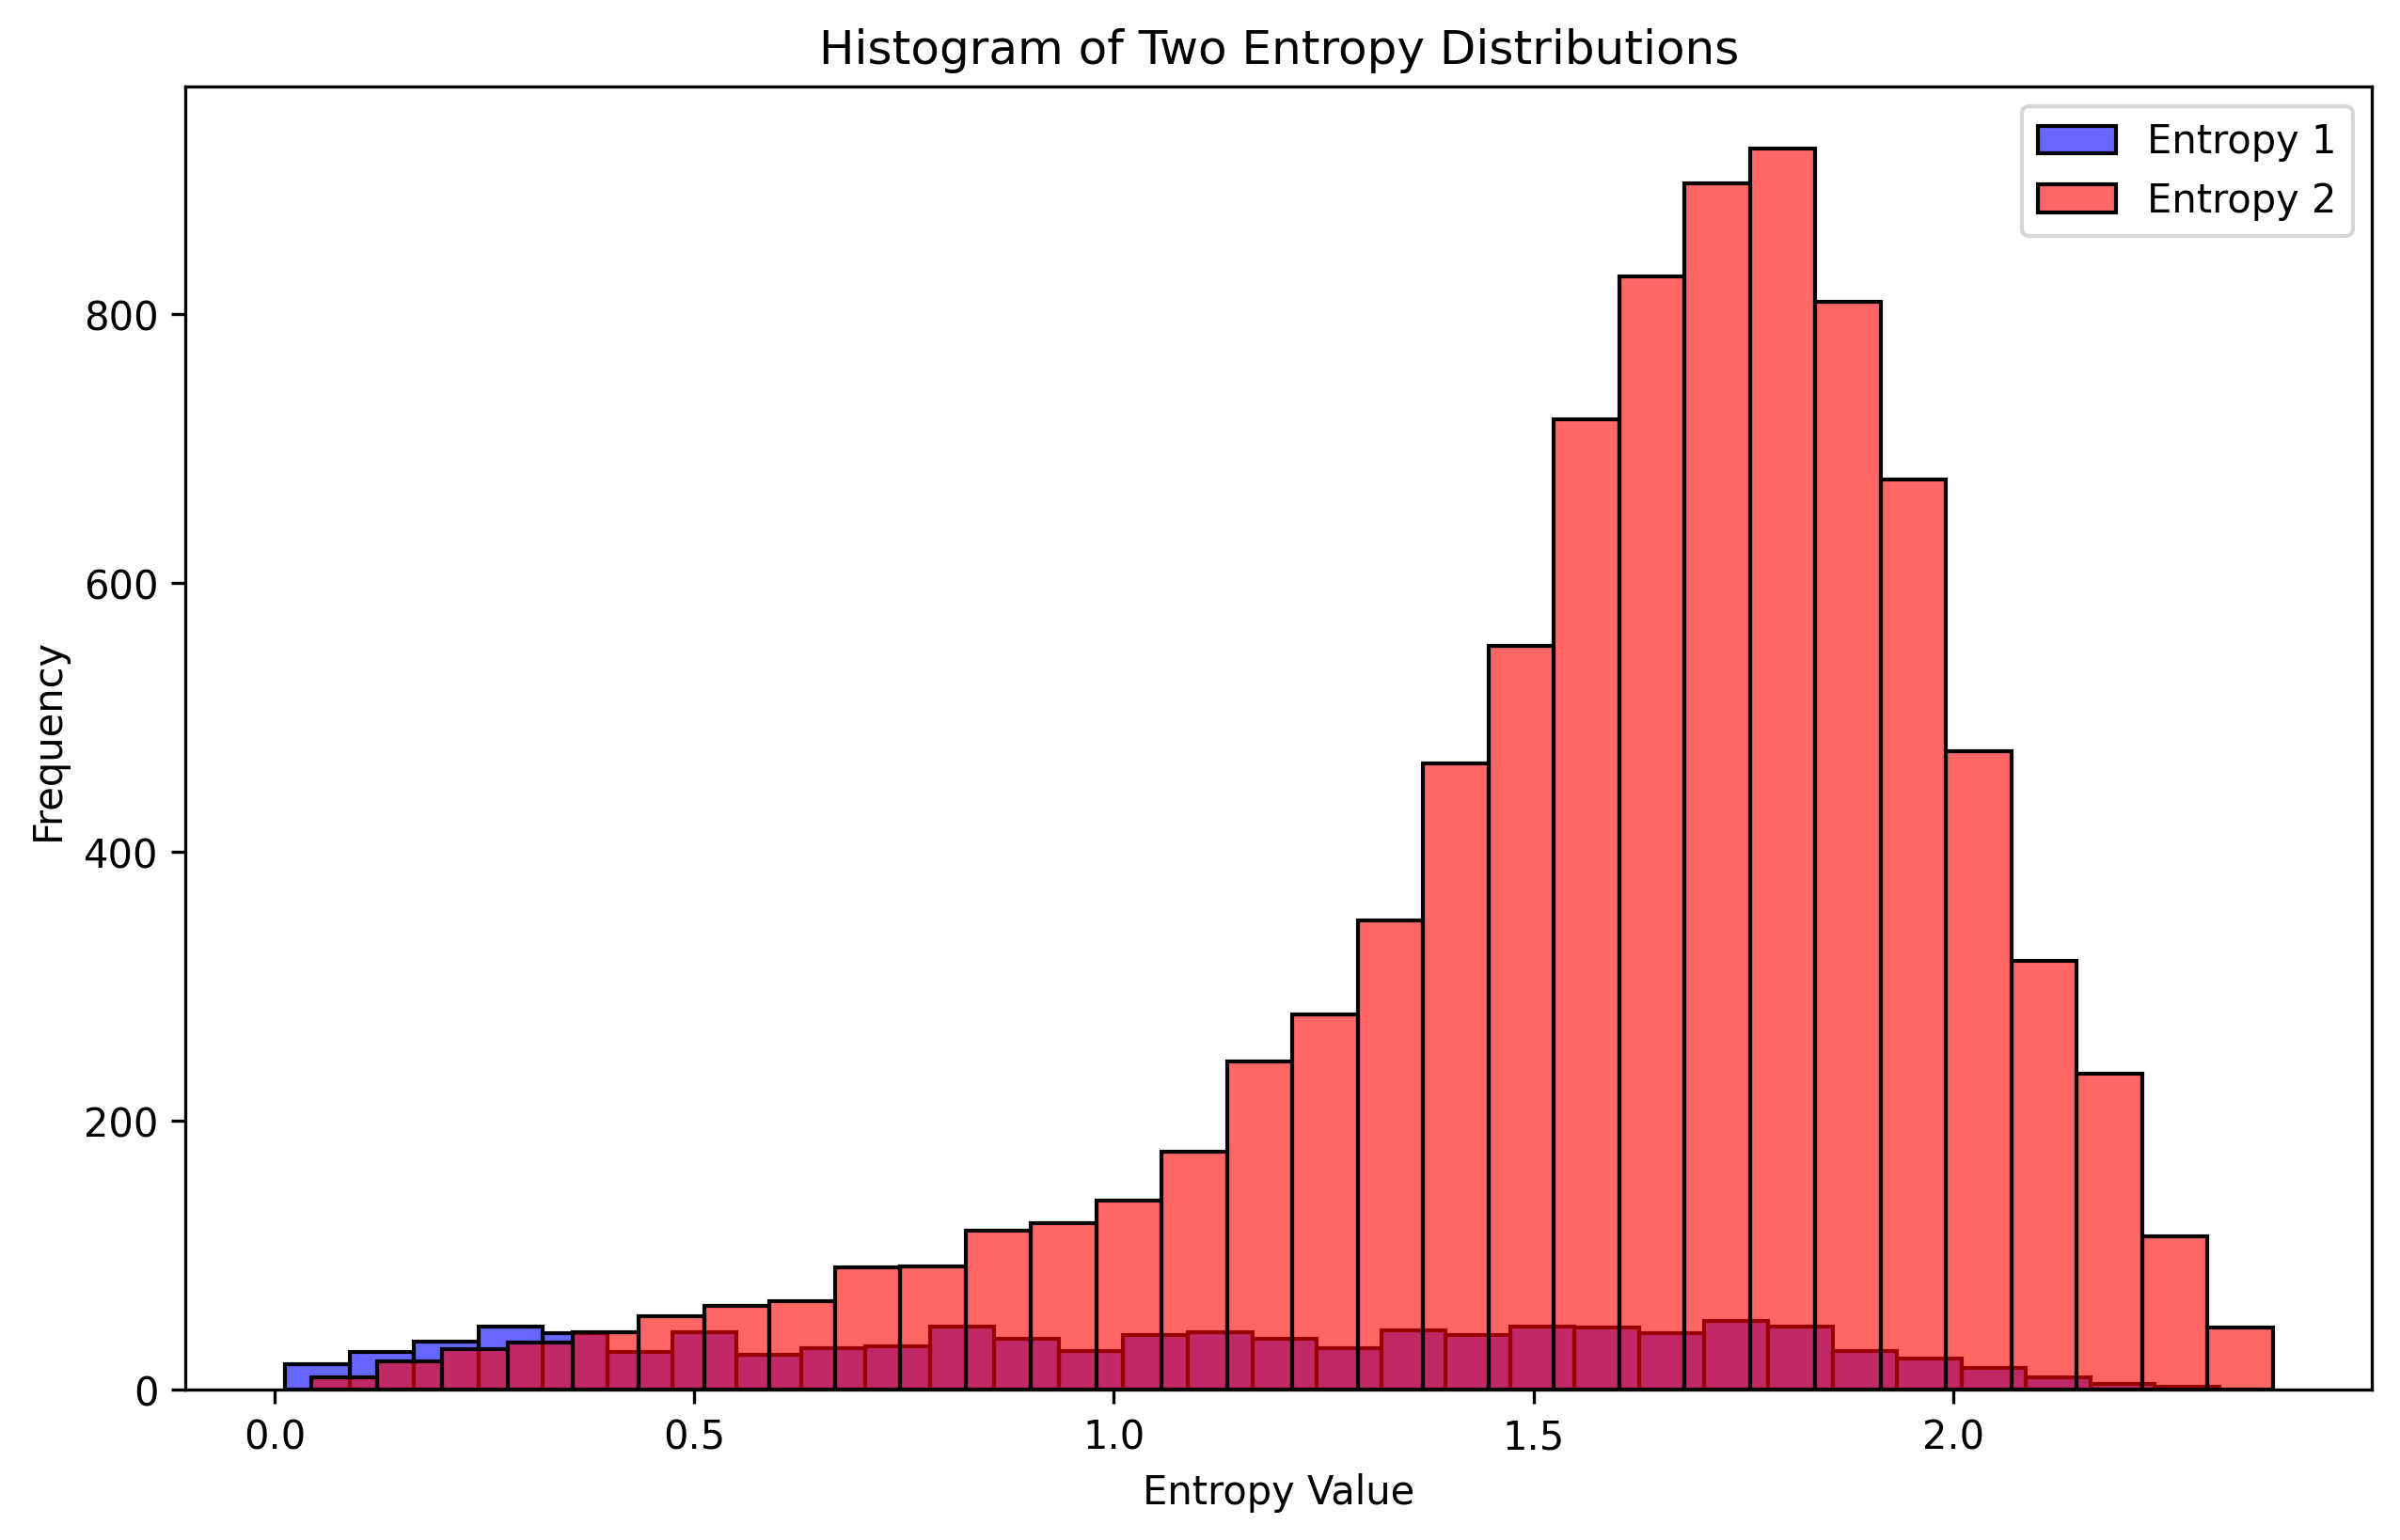 Histogram of Two Entropy Distributions
Entropy 1
Entropy 2
800
600
400
200
0
Frequency
0.0 0.5 1.0 1.5 2.0
Entropy Value